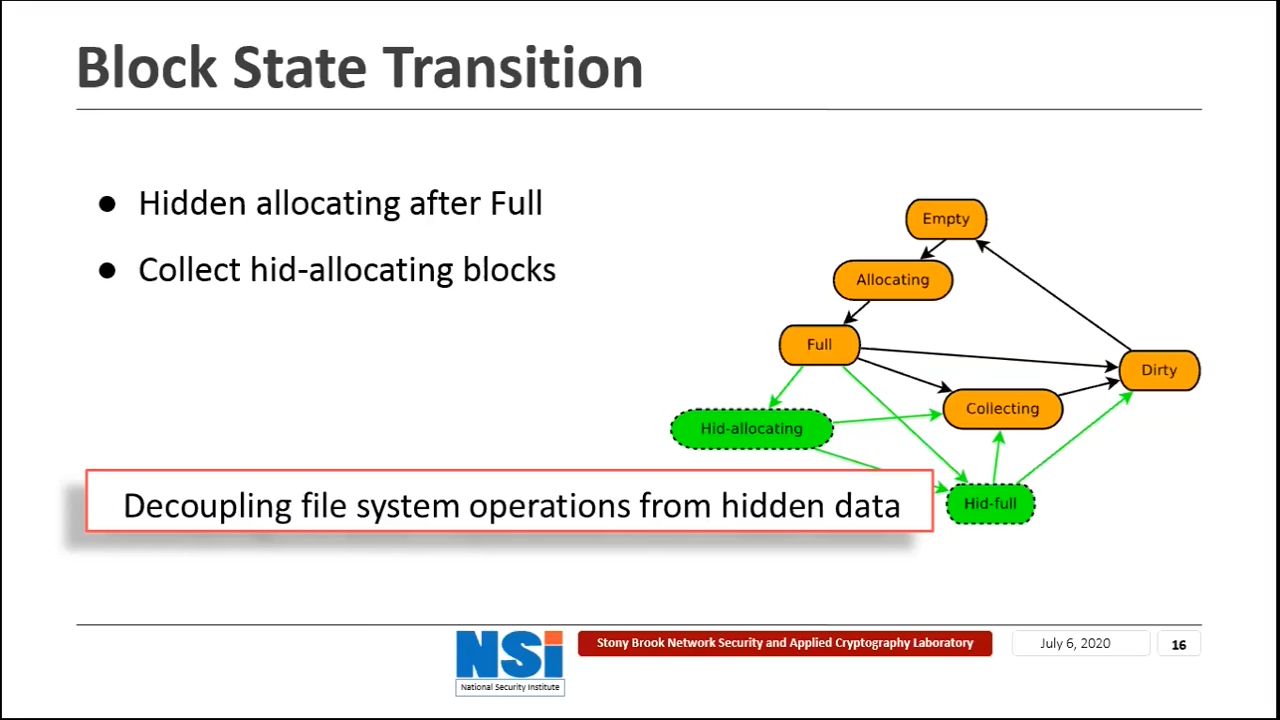 Block State Transition
● Hidden allocating after Full
● Collect hid-allocating blocks
Empty
Allocating
Full
Dirty
Collecting
Hid-allocating
Hid-full
Decoupling file system operations from hidden data
NSi
National Security Institute
Stony Brook Network Security and Applied Cryptography Laboratory
July 6, 2020
16